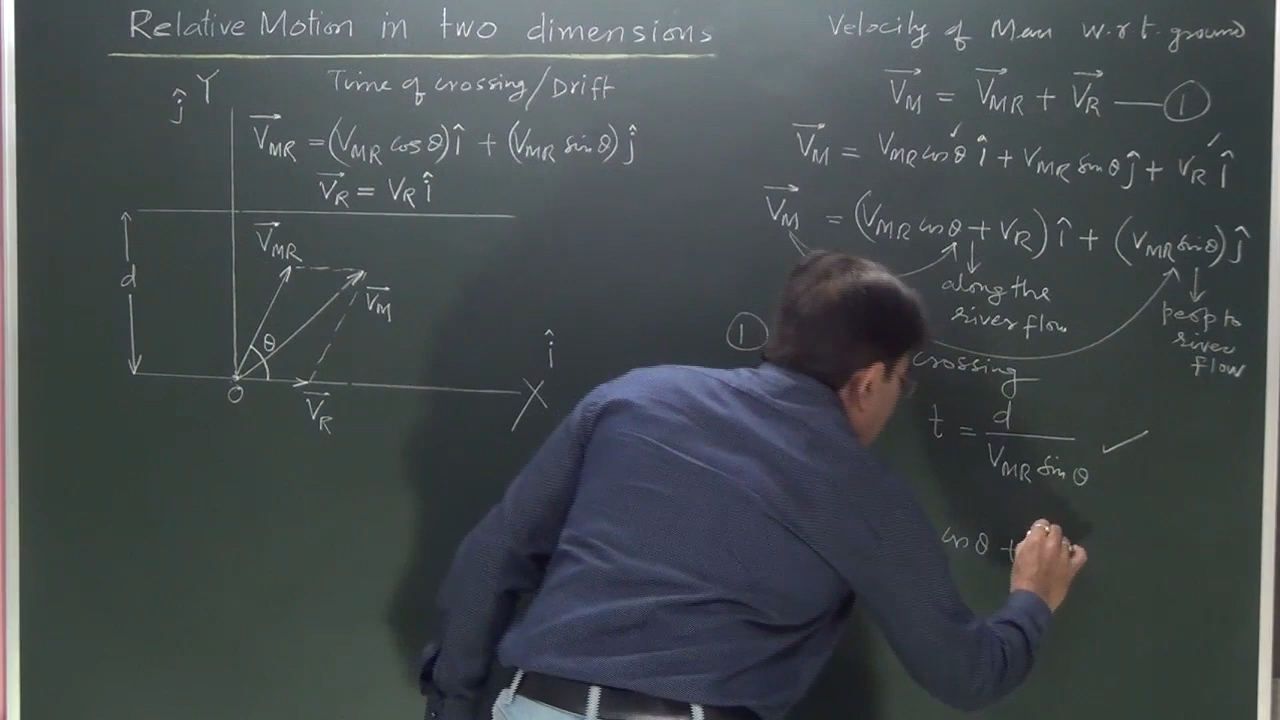 Relative Motion in two dimensions
Time of crossing/Drift
ĵ Y
V⃗MR = (VMR cos θ) î + (VMR sin θ) ĵ
V⃗R = VR î
V⃗MR
V⃗M
d
θ
î
O
V⃗R
X
Velocity of Man w.r.t. ground
V⃗M = V⃗MR + V⃗R — ①
V⃗M = VMR cos θ î + VMR sin θ ĵ + VR î
V⃗M = (VMR cos θ + VR) î + (VMR sin θ) ĵ
along the
river flow
perp to
river
flow
①
crossing
t = d / VMR sin θ ✓
cos θ +